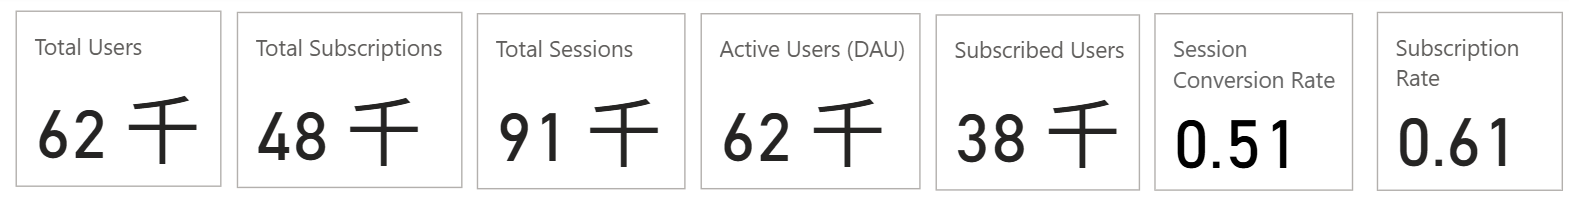 Total Users
62 千
Total Subscriptions
48 千
Total Sessions
91 千
Active Users (DAU)
62 千
Subscribed Users
38 千
Session
Conversion Rate
0.51
Subscription
Rate
0.61